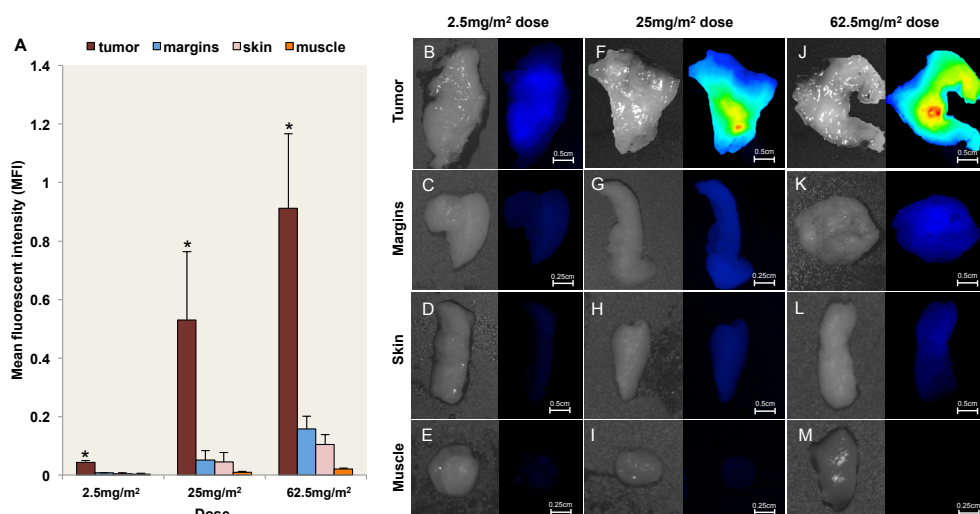 2.5mg/m² dose 25mg/m² dose 62.5mg/m² dose
A
tumor margins skin muscle
Mean fluorescent intensity (MFI)
1.4
1.2
1
0.8
0.6
0.4
0.2
0
* * *
2.5mg/m² 25mg/m² 62.5mg/m²
Dose
Tumor
B 0.5cm F 0.5cm J 0.5cm
Margins
C 0.25cm G 0.25cm K 0.25cm
Skin
D 0.5cm H 0.5cm L 0.5cm
Muscle
E 0.25cm I 0.25cm M 0.25cm